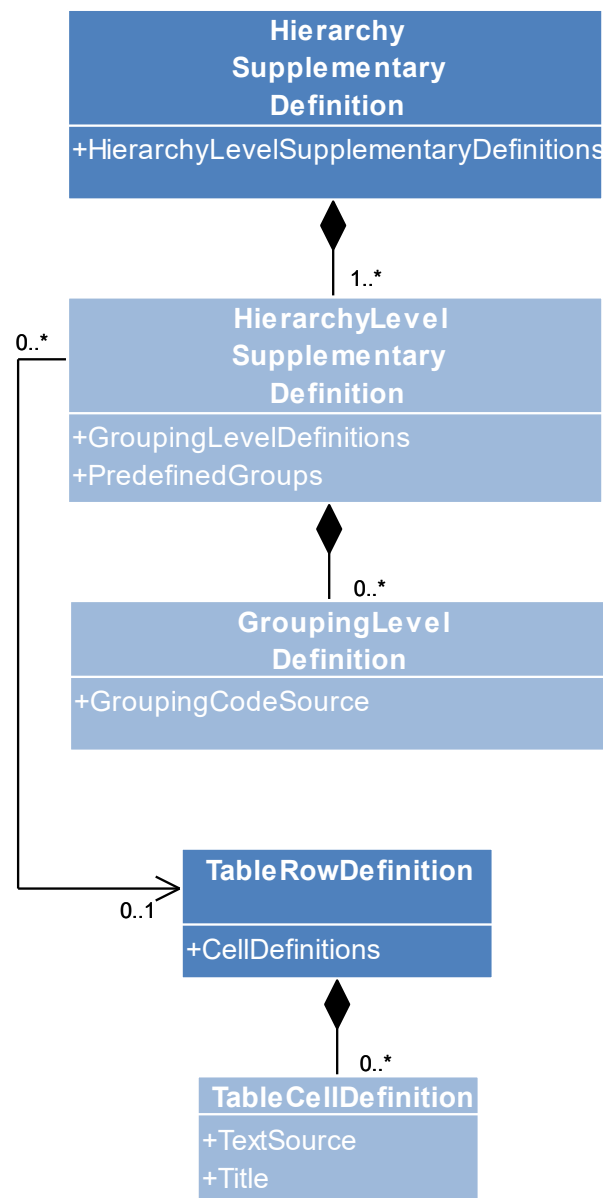 Hierarchy
Supplementary
Definition
+HierarchyLevelSupplementaryDefinitions
1..*
HierarchyLevel
Supplementary
Definition
0..*
+GroupingLevelDefinitions
+PredefinedGroups
0..*
GroupingLevel
Definition
+GroupingCodeSource
TableRowDefinition
0..1
+CellDefinitions
0..*
TableCellDefinition
+TextSource
+Title